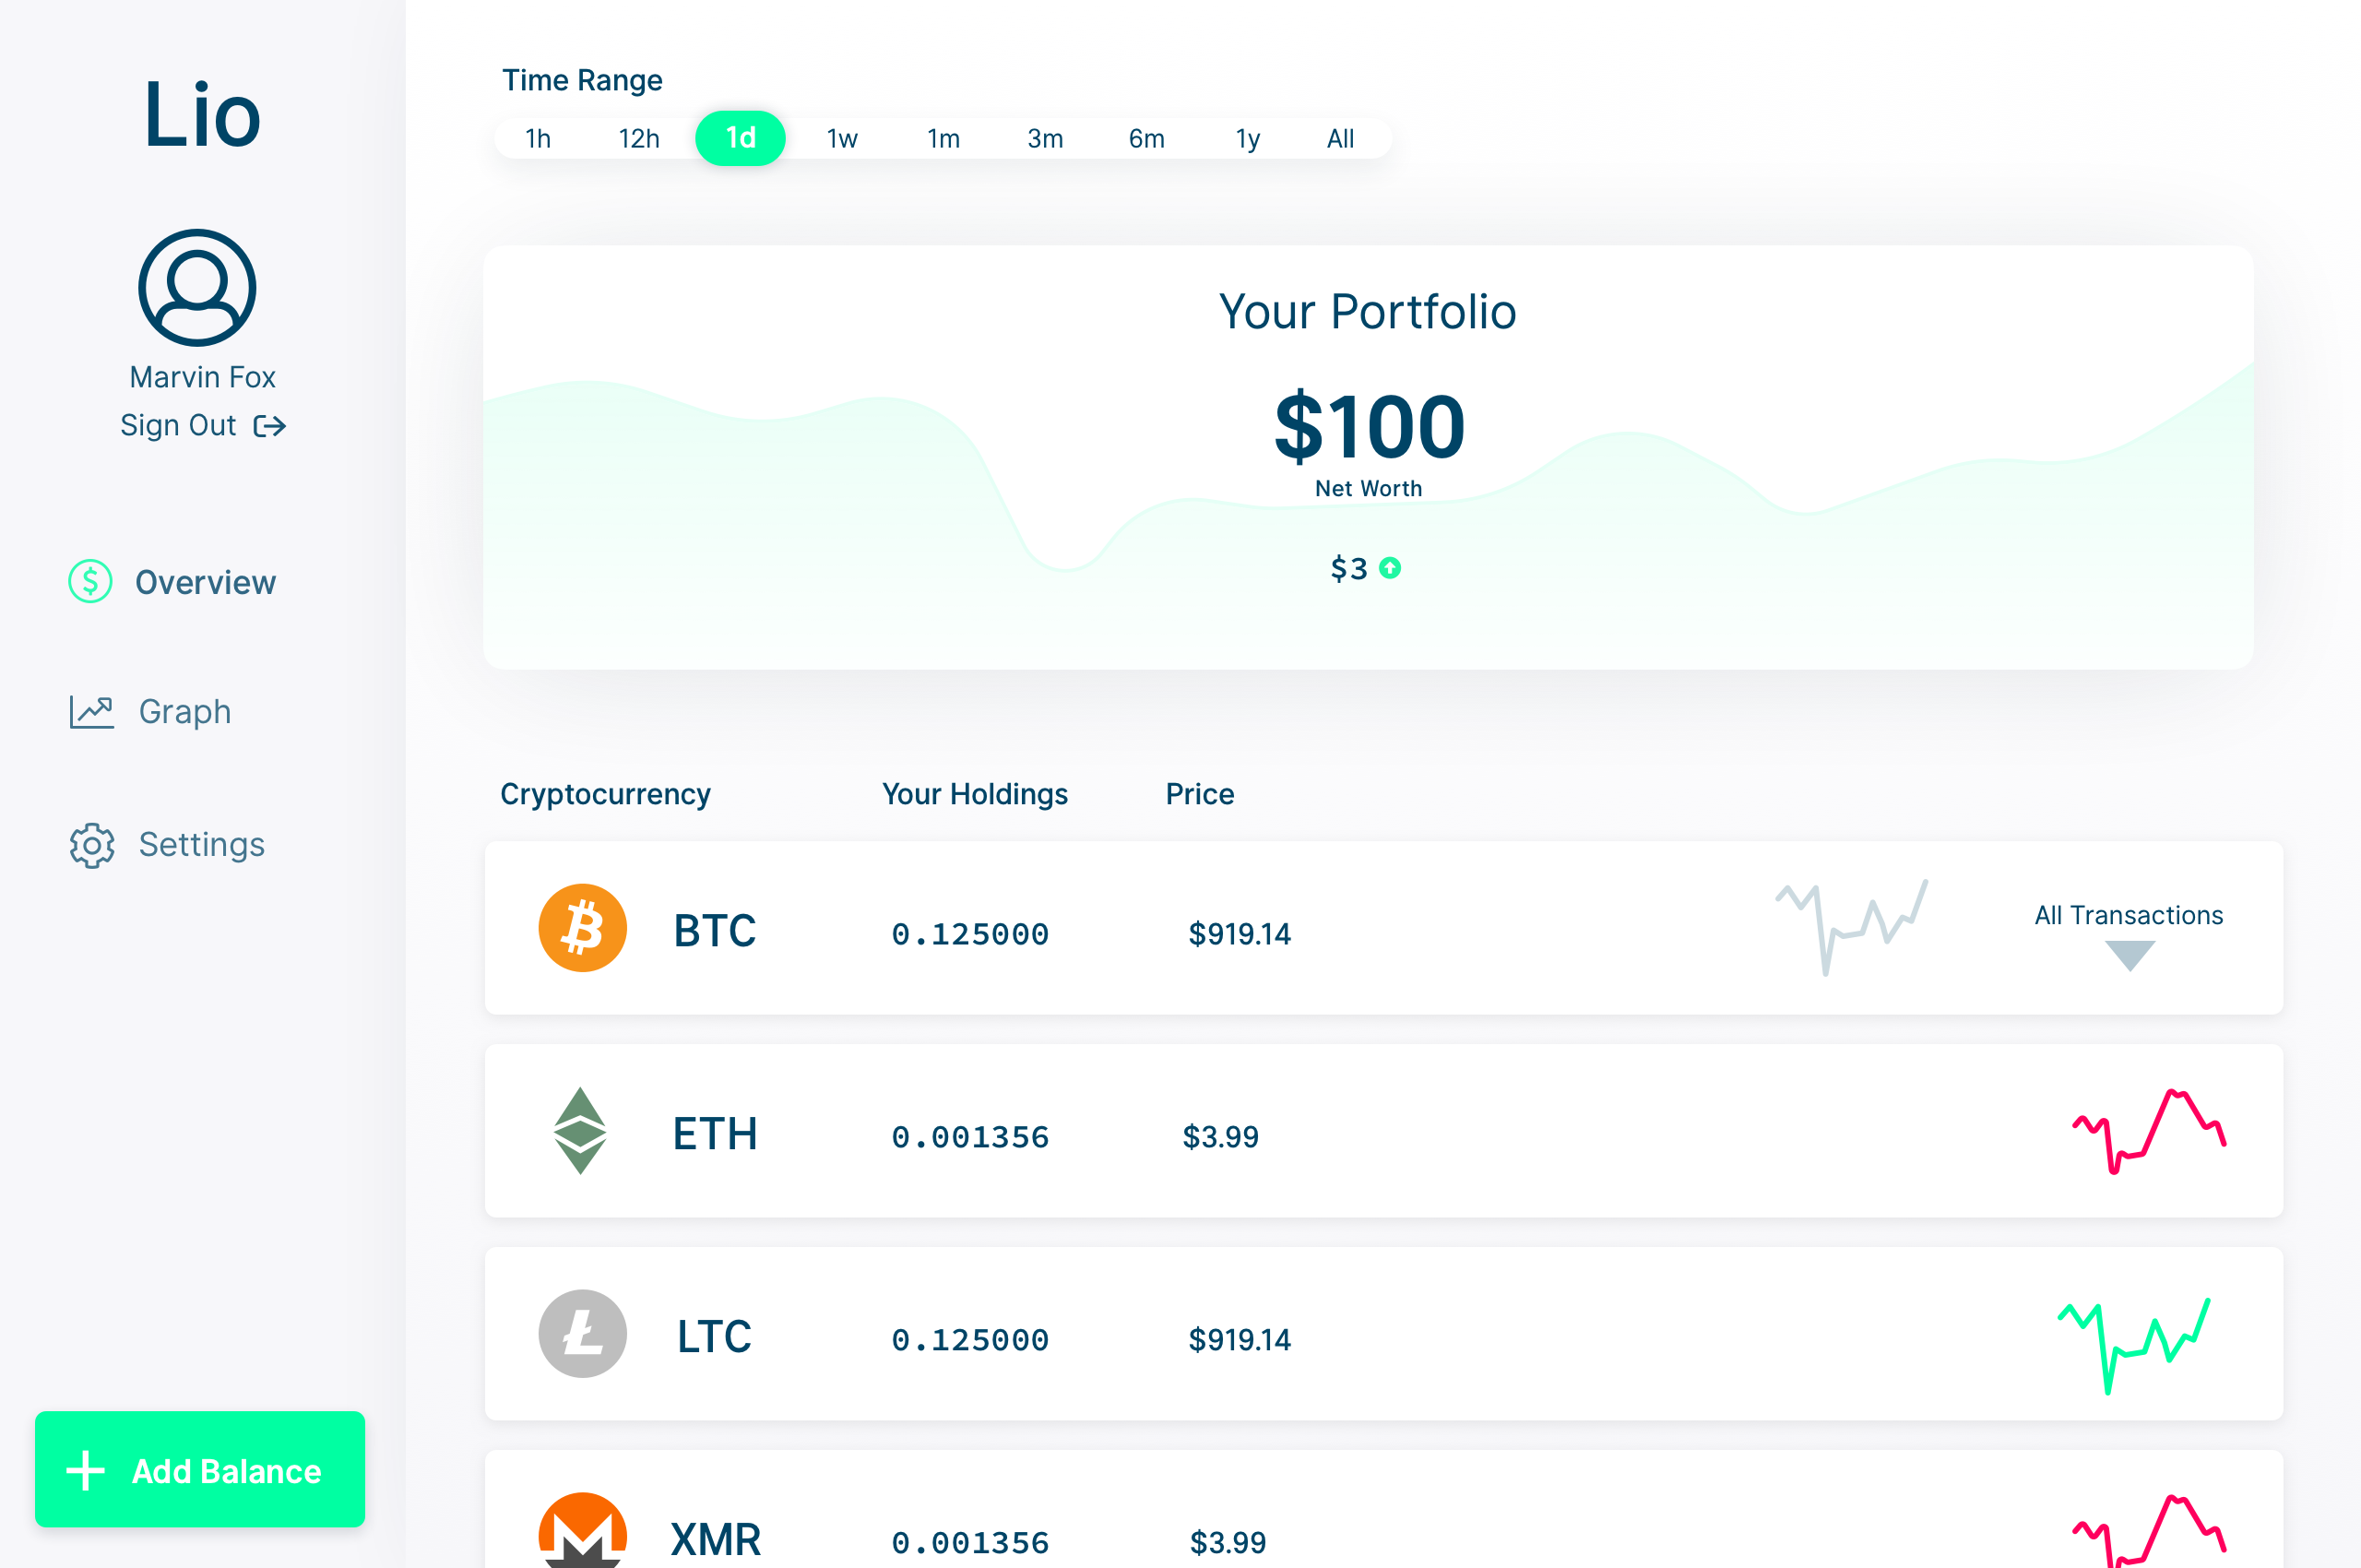 Lio
Marvin Fox
Sign Out
Overview
Graph
Settings
Add Balance
Time Range
1h 12h 1d 1w 1m 3m 6m 1y All
Your Portfolio
$100
Net Worth
$3
Cryptocurrency Your Holdings Price
BTC 0.125000 $919.14 All Transactions
ETH 0.001356 $3.99
LTC 0.125000 $919.14
XMR 0.001356 $3.99